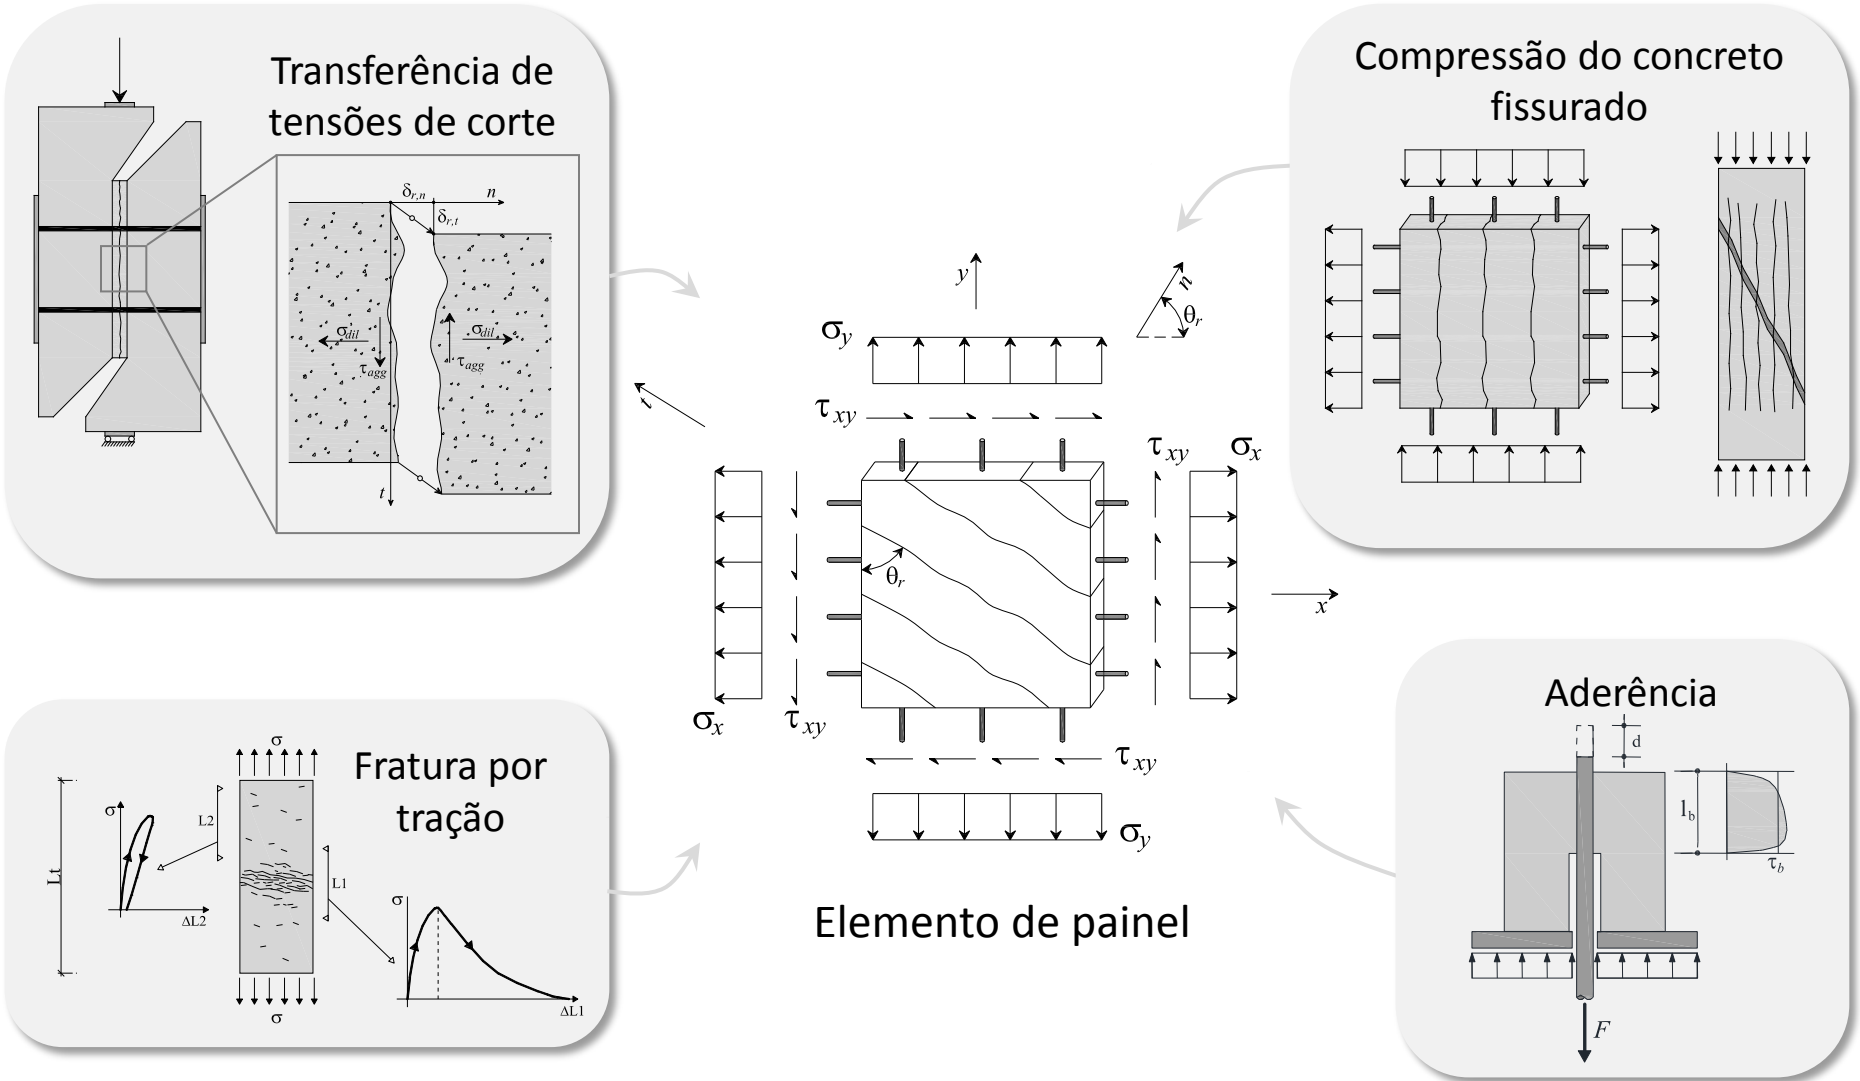 Transferência de
tensões de corte
δr,n
n
δr,t
σdil
σdil
τagg
τagg
t
Compressão do concreto
fissurado
y
n
θr
σy
t
τxy
τxy
σx
θr
x
σx
τxy
τxy
σy
Elemento de painel
Fratura por
tração
σ
σ
L2
Lt
L1
ΔL2
σ
ΔL1
σ
Aderência
d
lb
τb
F